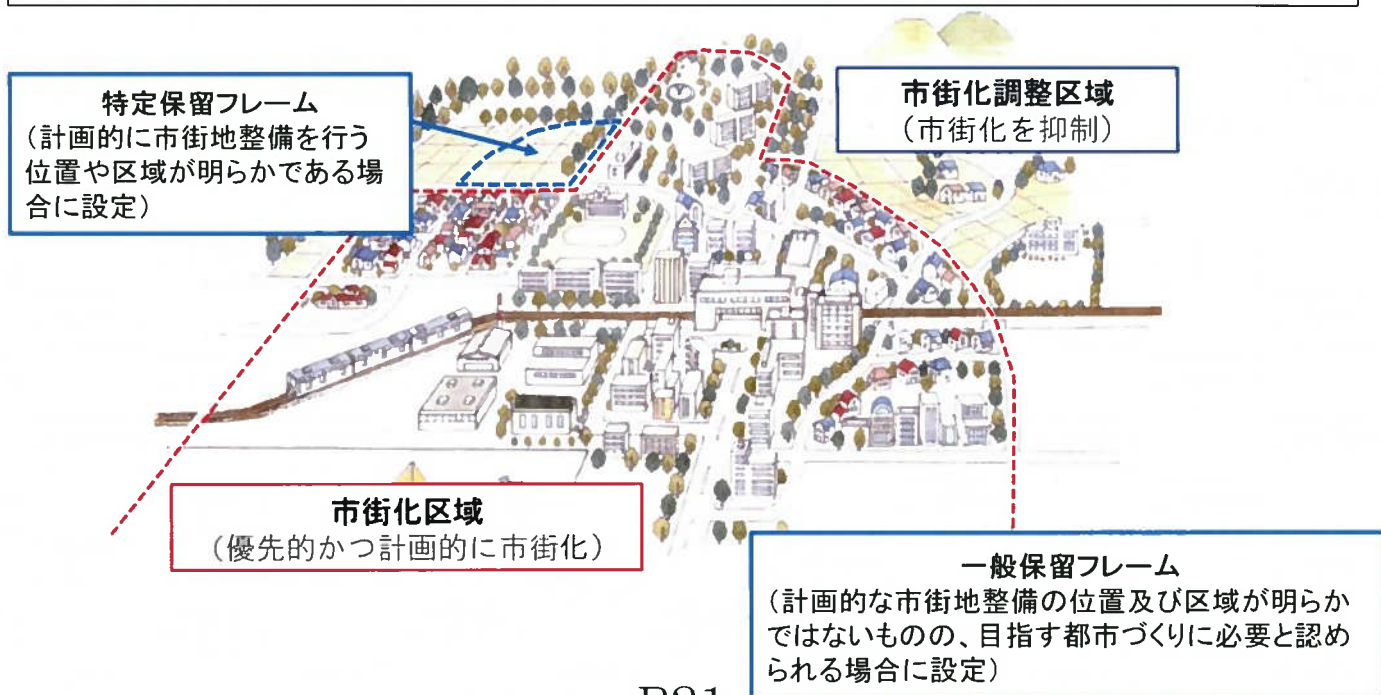 特定保留フレーム
(計画的に市街地整備を行う
位置や区域が明らかである場
合に設定)
市街化調整区域
(市街化を抑制)
市街化区域
(優先的かつ計画的に市街化)
一般保留フレーム
(計画的な市街地整備の位置及び区域が明らか
ではないものの、目指す都市づくりに必要と認め
られる場合に設定)